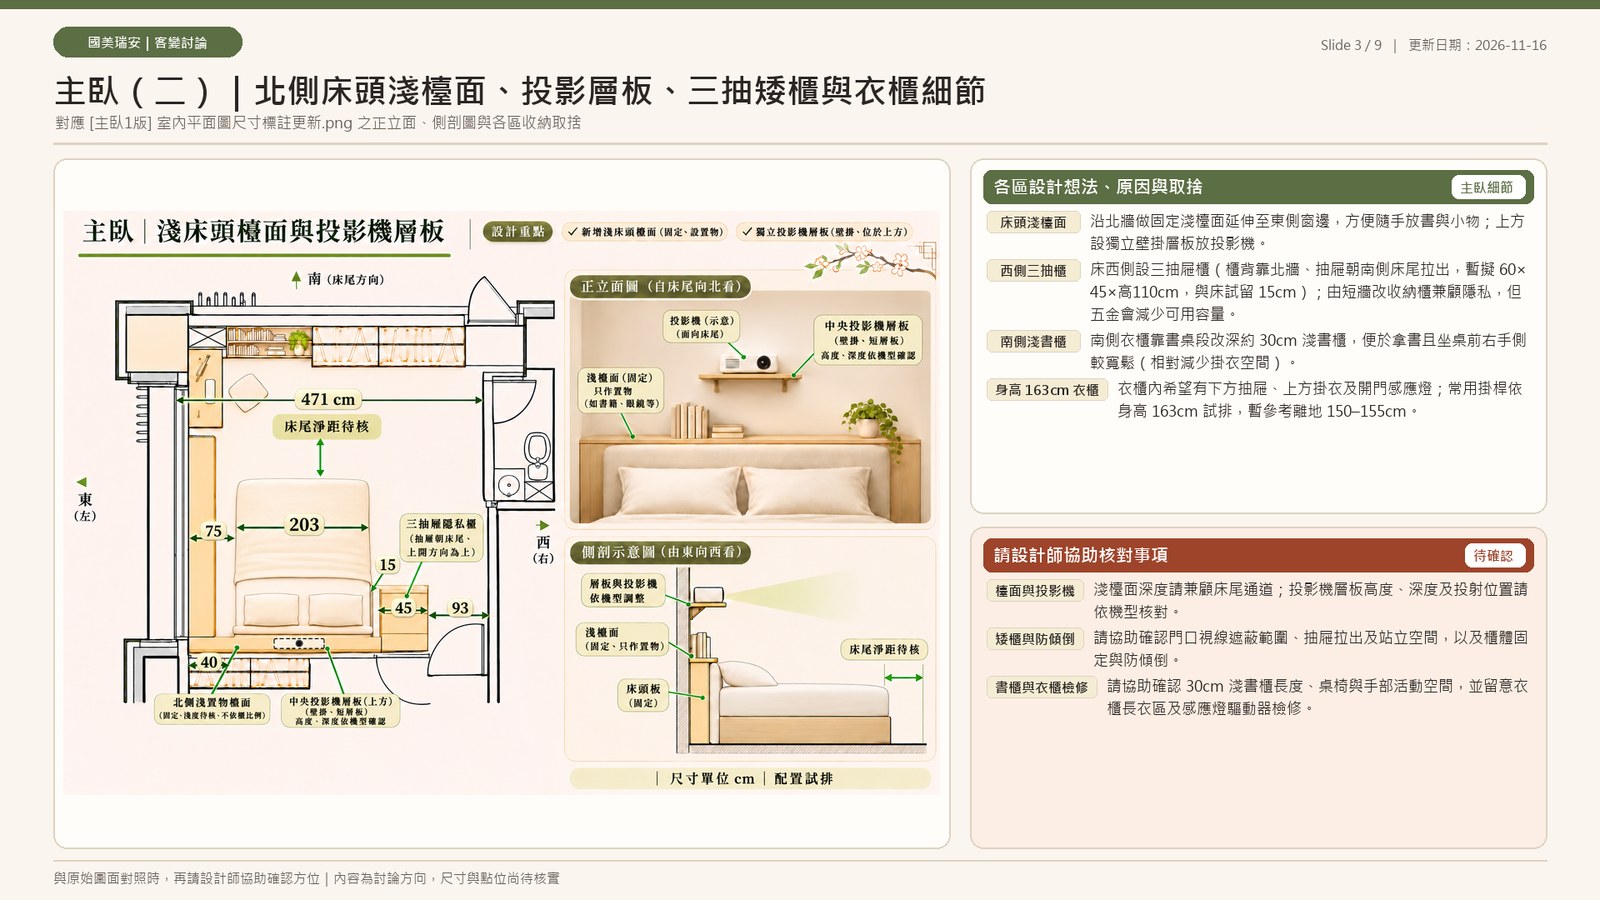 國美瑞安 | 客變討論
Slide 3 / 9 | 更新日期：2026-11-16
主臥（二）｜北側床頭淺檯面、投影層板、三抽矮櫃與衣櫃細節
對應 [主臥1版] 室內平面圖尺寸標註更新.png 之正立面、側剖圖與各區收納取捨
主臥｜淺床頭檯面與投影機層板
設計重點
✓ 新增淺床頭檯面（固定、設置物）
✓ 獨立投影機層板（壁掛、位於上方）
南（床尾方向）
471 cm
床尾淨距待核
東
（左）
西
（右）
75
203
15
45
93
40
三抽屜隱私櫃
（抽屜朝床尾、
上開方向為上）
北側淺置物檯面
（固定、淺度待核、不依櫃比例）
中央投影機層板（上方）
（壁掛、短層板）
高度、深度依機型確認
正立面圖（自床尾向北看）
投影機（示意）
（面向床尾）
中央投影機層板
（壁掛、短層板）
高度、深度依機型確認
淺檯面（固定）
只作置物
（如書籍、眼鏡等）
側剖示意圖（由東向西看）
層板與投影機
依機型調整
淺檯面
（固定、只作置物）
床頭板
（固定）
床尾淨距待核
｜ 尺寸單位 cm ｜ 配置試排
各區設計想法、原因與取捨
主臥細節
床頭淺檯面
沿北牆做固定淺檯面延伸至東側窗邊，方便隨手放書與小物；上方
設獨立壁掛層板放投影機。
西側三抽櫃
床西側設三抽屜櫃（櫃背靠北牆、抽屜朝南側床尾拉出，暫擬 60×
45×高110cm，與床試留 15cm）；由短牆改收納櫃兼顧隱私，但
五金會減少可用容量。
南側淺書櫃
南側衣櫃靠書桌段改深約 30cm 淺書櫃，便於拿書且坐桌前右手側
較寬鬆（相對減少掛衣空間）。
身高 163cm 衣櫃
衣櫃內希望有下方抽屜、上方掛衣及開門感應燈；常用掛桿依
身高 163cm 試排，暫參考離地 150–155cm。
請設計師協助核對事項
待確認
檯面與投影機
淺檯面深度請兼顧床尾通道；投影機層板高度、深度及投射位置請
依機型核對。
矮櫃與防傾倒
請協助確認門口視線遮蔽範圍、抽屜拉出及站立空間，以及櫃體固
定與防傾倒。
書櫃與衣櫃檢修
請協助確認 30cm 淺書櫃長度、桌椅與手部活動空間，並留意衣
櫃長衣區及感應燈驅動器檢修。
與原始圖面對照時，再請設計師協助確認方位 | 內容為討論方向，尺寸與點位尚待核實